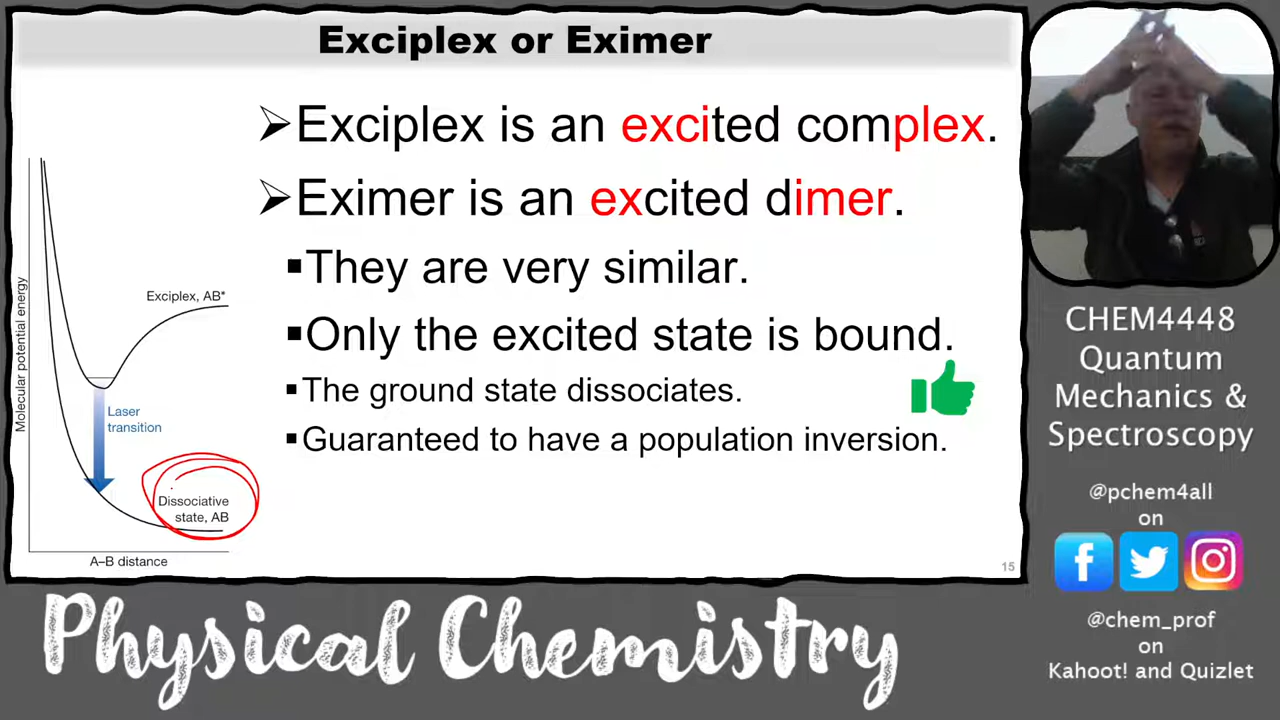 Exciplex or Eximer
➢Exciplex is an excited complex.
➢Eximer is an excited dimer.
▪They are very similar.
▪Only the excited state is bound.
▪The ground state dissociates.
▪Guaranteed to have a population inversion.
Molecular potential energy
Exciplex, AB*
Laser
transition
Dissociative
state, AB
A–B distance
15
CHEM4448
Quantum
Mechanics &
Spectroscopy
@pchem4all
on
f
@chem_prof
on
Kahoot! and Quizlet
Physical Chemistry